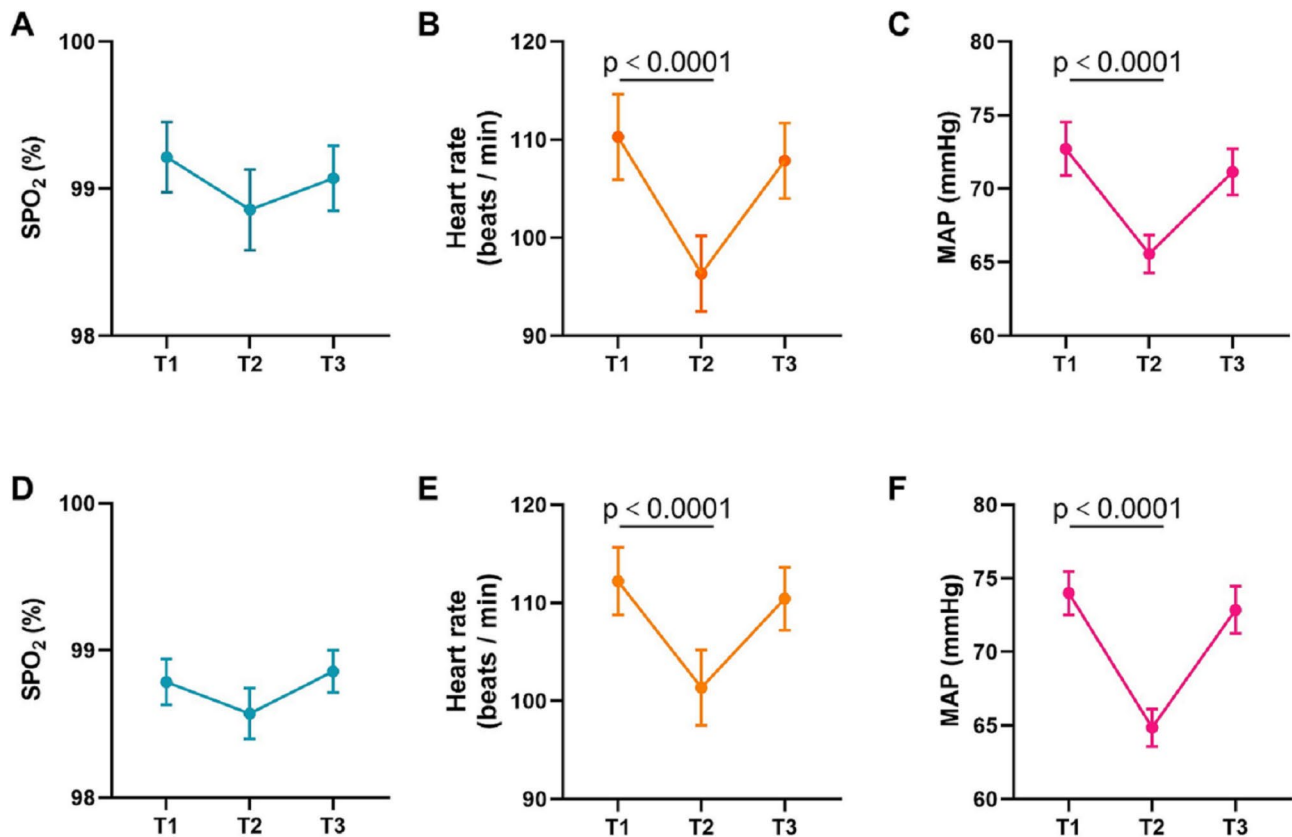 A
100
99
98
SPO₂ (%)
T1 T2 T3
B
120
110
100
90
Heart rate
(beats / min)
p < 0.0001
T1 T2 T3
C
80
75
70
65
60
MAP (mmHg)
p < 0.0001
T1 T2 T3
D
100
99
98
SPO₂ (%)
T1 T2 T3
E
120
110
100
90
Heart rate
(beats / min)
p < 0.0001
T1 T2 T3
F
80
75
70
65
60
MAP (mmHg)
p < 0.0001
T1 T2 T3